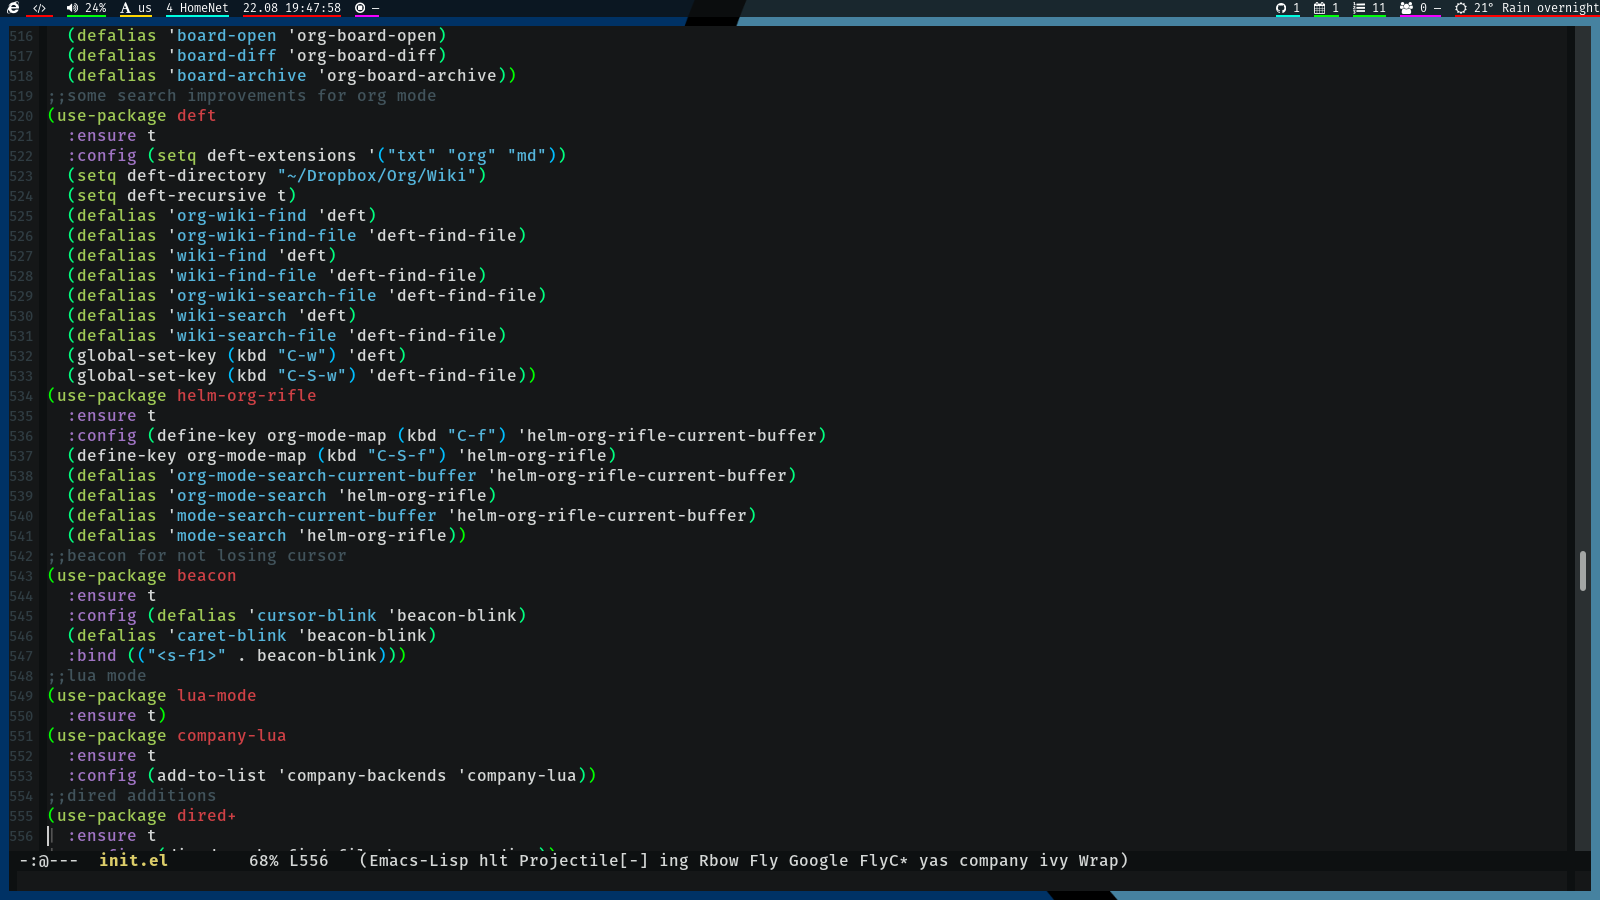 </> 24% A us 4 HomeNet 22.08 19:47:58 — 1 1 11 0 — 21° Rain overnight
516 (defalias 'board-open 'org-board-open)
517 (defalias 'board-diff 'org-board-diff)
518 (defalias 'board-archive 'org-board-archive))
519 ;;some search improvements for org mode
520 (use-package deft
521 :ensure t
522 :config (setq deft-extensions '("txt" "org" "md"))
523 (setq deft-directory "~/Dropbox/Org/Wiki")
524 (setq deft-recursive t)
525 (defalias 'org-wiki-find 'deft)
526 (defalias 'org-wiki-find-file 'deft-find-file)
527 (defalias 'wiki-find 'deft)
528 (defalias 'wiki-find-file 'deft-find-file)
529 (defalias 'org-wiki-search-file 'deft-find-file)
530 (defalias 'wiki-search 'deft)
531 (defalias 'wiki-search-file 'deft-find-file)
532 (global-set-key (kbd "C-w") 'deft)
533 (global-set-key (kbd "C-S-w") 'deft-find-file))
534 (use-package helm-org-rifle
535 :ensure t
536 :config (define-key org-mode-map (kbd "C-f") 'helm-org-rifle-current-buffer)
537 (define-key org-mode-map (kbd "C-S-f") 'helm-org-rifle)
538 (defalias 'org-mode-search-current-buffer 'helm-org-rifle-current-buffer)
539 (defalias 'org-mode-search 'helm-org-rifle)
540 (defalias 'mode-search-current-buffer 'helm-org-rifle-current-buffer)
541 (defalias 'mode-search 'helm-org-rifle))
542 ;;beacon for not losing cursor
543 (use-package beacon
544 :ensure t
545 :config (defalias 'cursor-blink 'beacon-blink)
546 (defalias 'caret-blink 'beacon-blink)
547 :bind (("<s-f1>" . beacon-blink)))
548 ;;lua mode
549 (use-package lua-mode
550 :ensure t)
551 (use-package company-lua
552 :ensure t
553 :config (add-to-list 'company-backends 'company-lua))
554 ;;dired additions
555 (use-package dired+
556 :ensure t
-:@--- init.el 68% L556 (Emacs-Lisp hlt Projectile[-] ing Rbow Fly Google FlyC* yas company ivy Wrap)